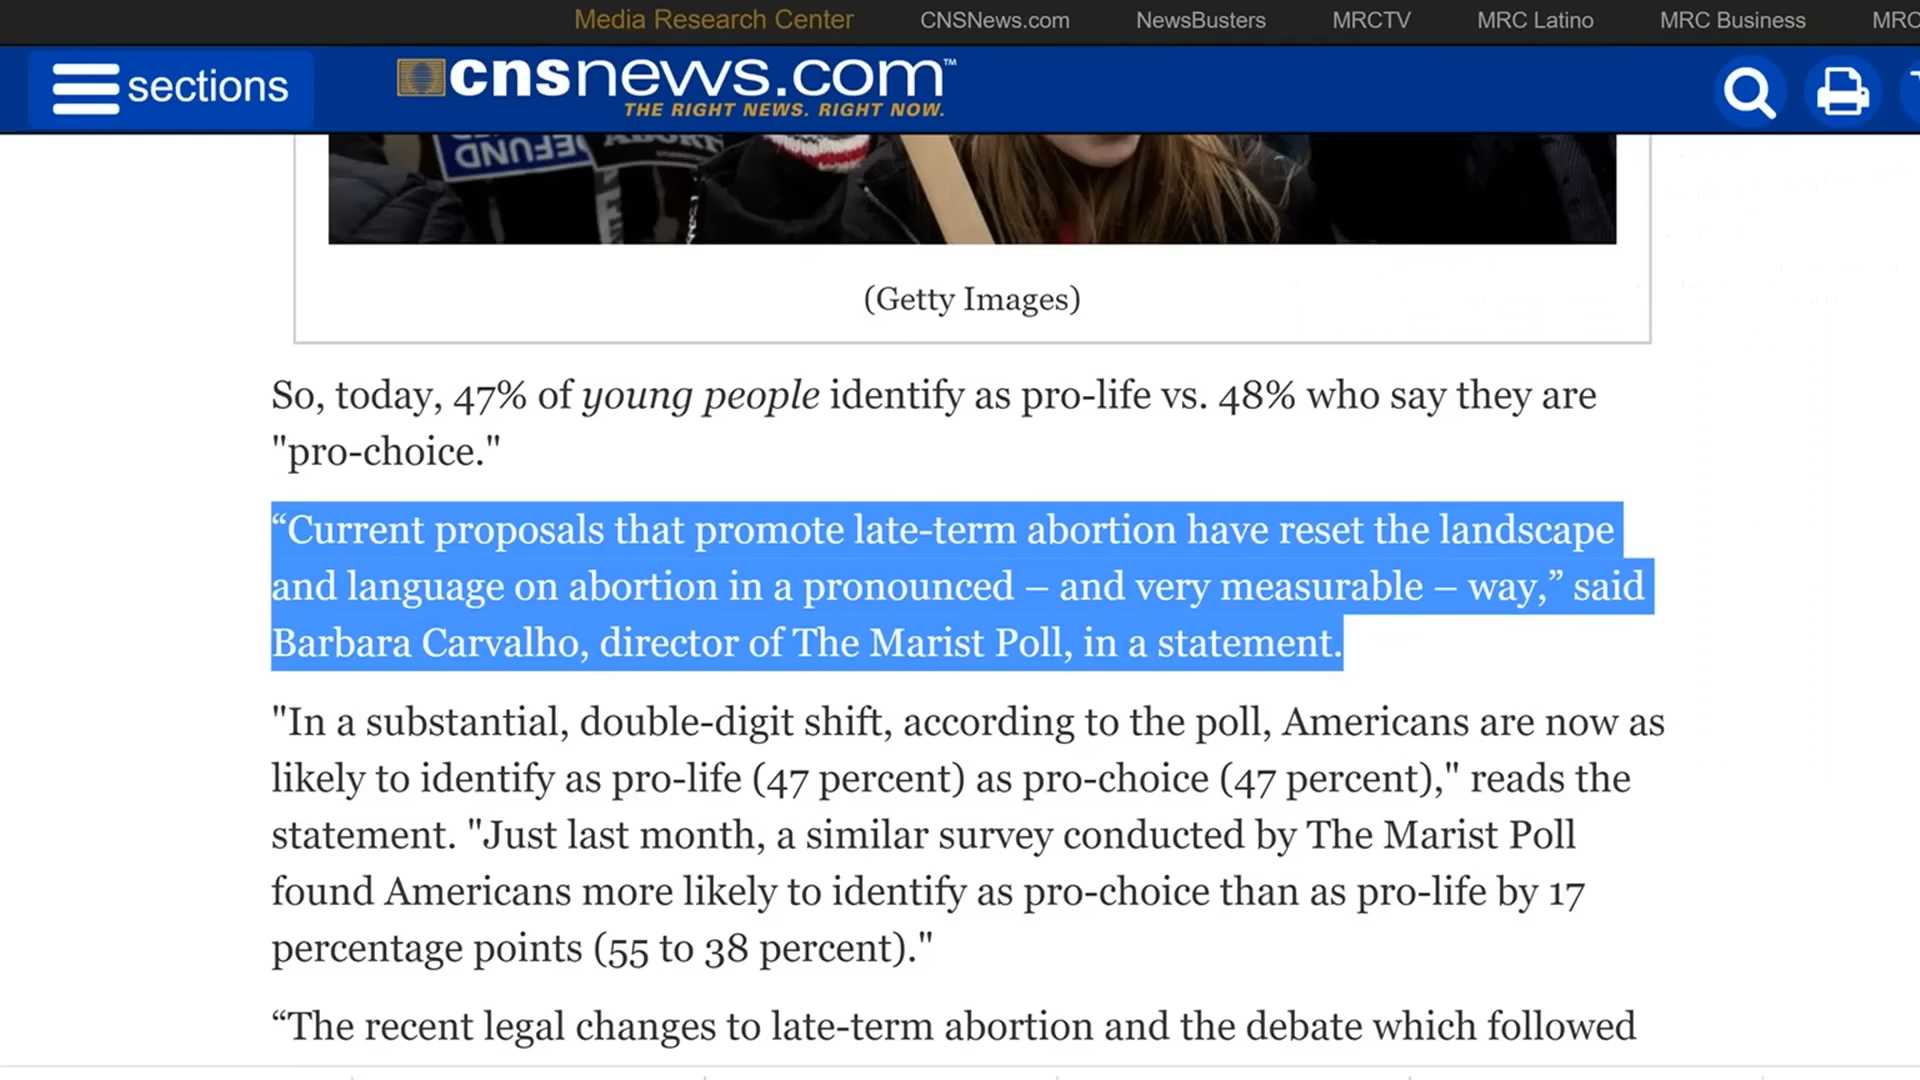 Media Research Center CNSNews.com NewsBusters MRCTV MRC Latino MRC Business MRC
sections
cnsnews.com™
THE RIGHT NEWS. RIGHT NOW.
DEFUND
(Getty Images)
So, today, 47% of young people identify as pro-life vs. 48% who say they are
"pro-choice."
“Current proposals that promote late-term abortion have reset the landscape
and language on abortion in a pronounced – and very measurable – way,” said
Barbara Carvalho, director of The Marist Poll, in a statement.
"In a substantial, double-digit shift, according to the poll, Americans are now as
likely to identify as pro-life (47 percent) as pro-choice (47 percent)," reads the
statement. "Just last month, a similar survey conducted by The Marist Poll
found Americans more likely to identify as pro-choice than as pro-life by 17
percentage points (55 to 38 percent)."
“The recent legal changes to late-term abortion and the debate which followed